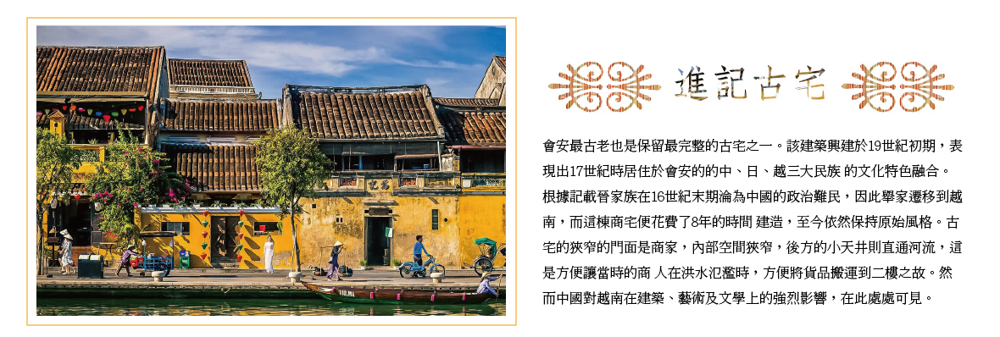 進記古宅
會安最古老也是保留最完整的古宅之一。該建築興建於19世紀初期，表
現出17世紀時居住於會安的的中、日、越三大民族 的文化特色融合。
根據記載晉家族在16世紀末期淪為中國的政治難民，因此舉家遷移到越
南，而這棟商宅便花費了8年的時間 建造，至今依然保持原始風格。古
宅的狹窄的門面是商家，內部空間狹窄，後方的小天井則直通河流，這
是方便讓當時的商 人在洪水氾濫時，方便將貨品搬運到二樓之故。然
而中國對越南在建築、藝術及文學上的強烈影響，在此處處可見。